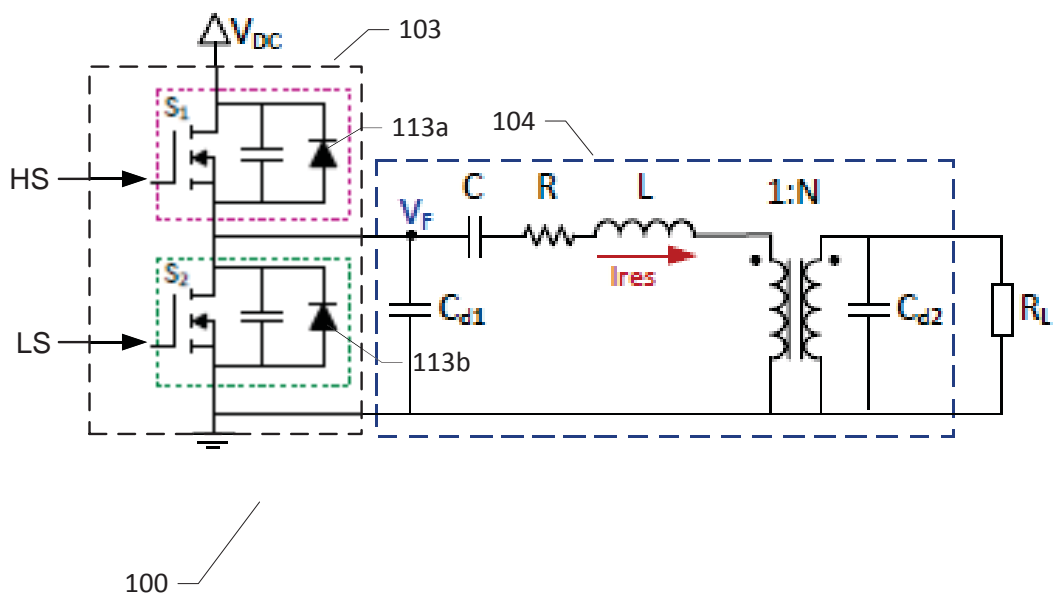 V_DC
103
S₁
113a
104
HS
C
R
L
1:N
V_F
S₂
Ires
C_d1
C_d2
R_L
LS
113b
100